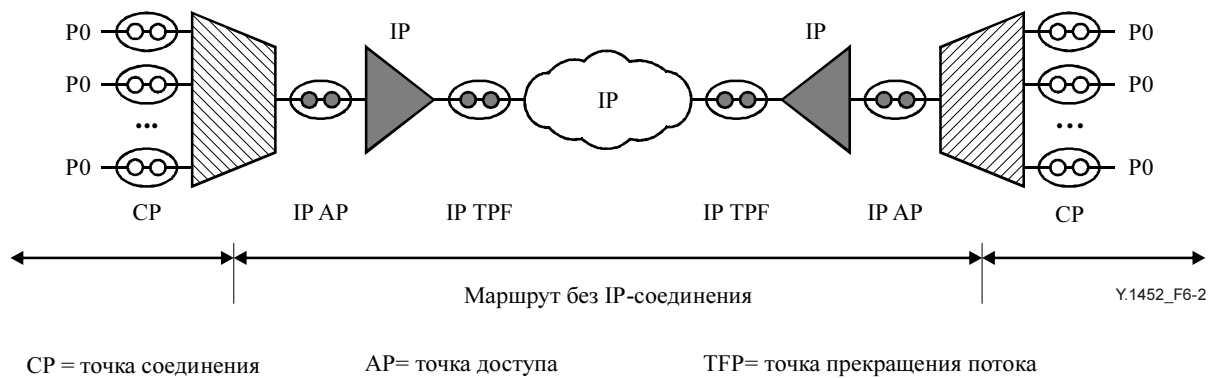 P0 IP IP P0
P0 IP P0
... ...
P0 P0
CP IP AP IP TPF IP TPF IP AP CP
Маршрут без IP-соединения
Y.1452_F6-2
CP = точка соединения AP= точка доступа TFP= точка прекращения потока